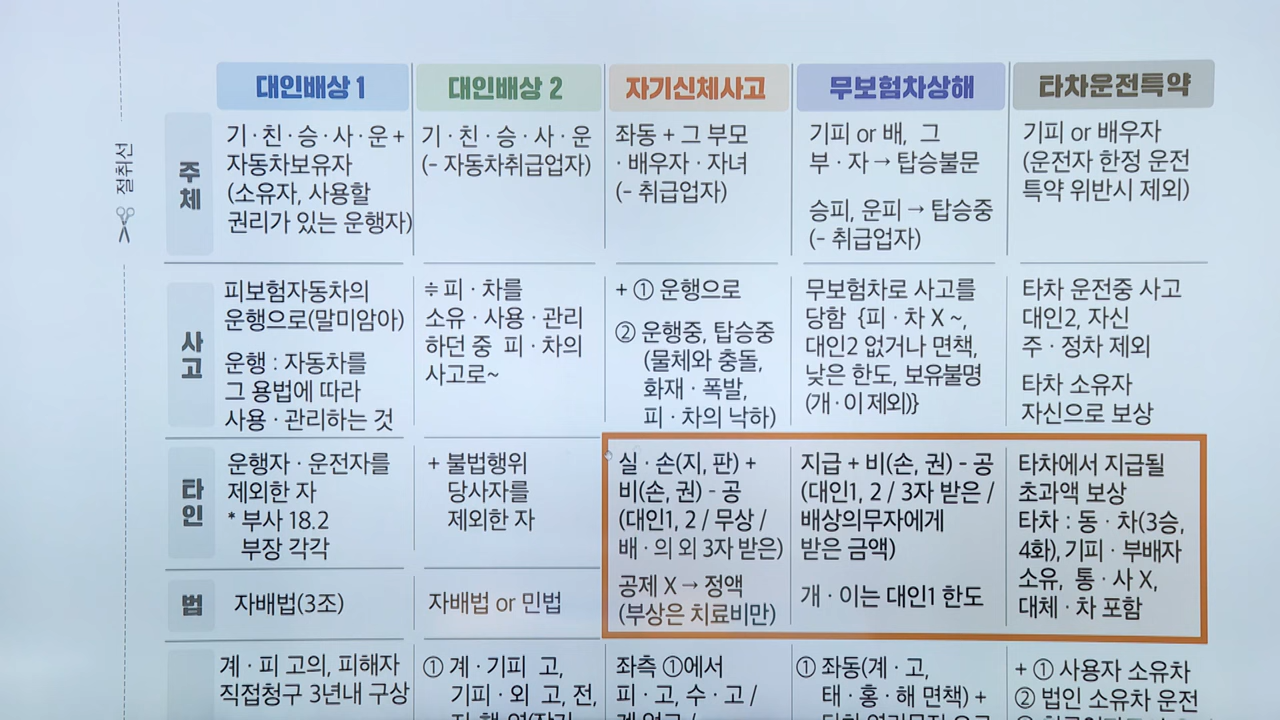 절취선
대인배상 1
대인배상 2
자기신체사고
무보험차상해
타차운전특약
주체
기·친·승·사·운+
자동차보유자
(소유자, 사용할
권리가 있는 운행자)
기·친·승·사·운
(- 자동차취급업자)
좌동 + 그 부모
·배우자·자녀
(- 취급업자)
기피 or 배, 그
부·자→탑승불문
승피, 운피→탑승중
(- 취급업자)
기피 or 배우자
(운전자 한정 운전
특약 위반시 제외)
사고
피보험자동차의
운행으로(말미암아)
운행 : 자동차를
그 용법에 따라
사용·관리하는 것
≑피·차를
소유·사용·관리
하던 중 피·차의
사고로~
+ ① 운행으로
② 운행중, 탑승중
(물체와 충돌,
화재·폭발,
피·차의 낙하)
무보험차로 사고를
당함 {피·차 X ~,
대인2 없거나 면책,
낮은 한도, 보유불명
(개·이 제외)}
타차 운전중 사고
대인2, 자신
주·정차 제외
타차 소유자
자신으로 보상
타인
운행자·운전자를
제외한 자
* 부사 18.2
부장 각각
+ 불법행위
당사자를
제외한 자
실·손(지, 판) +
비(손, 권) - 공
(대인1, 2 / 무상 /
배·의 외 3자 받은)
공제 X → 정액
(부상은 치료비만)
지급 + 비(손, 권) - 공
(대인1, 2 / 3자 받은 /
배상의무자에게
받은 금액)
개·이는 대인1 한도
타차에서 지급될
초과액 보상
타차 : 동·차(3승,
4화), 기피·부배자
소유, 통·사 X,
대체·차 포함
법
자배법(3조)
자배법 or 민법
계·피 고의, 피해자
직접청구 3년내 구상
① 계·기피 고,
기피·외 고, 전,
좌측 ①에서
피·고, 수·고 /
① 좌동(계·고,
태·홍·해 면책) +
+ ① 사용자 소유차
② 법인 소유차 운전